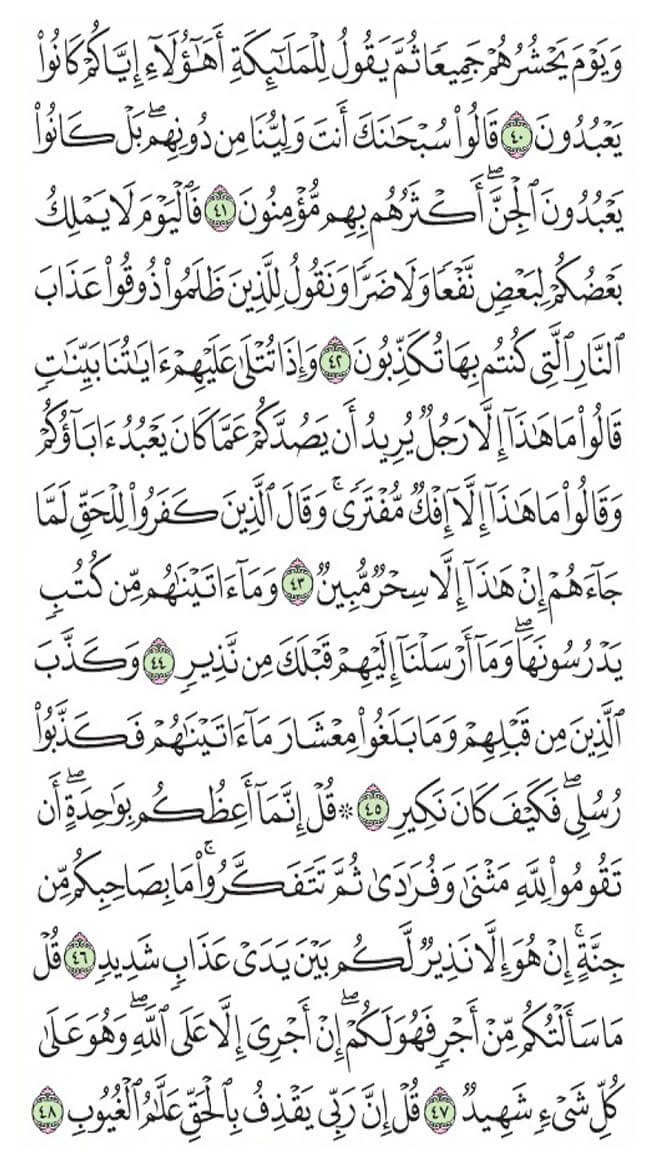 وَيَوْمَ يَحْشُرُهُمْ جَمِيعًا ثُمَّ يَقُولُ لِلْمَلَٰٓئِكَةِ أَهَٰٓؤُلَآءِ إِيَّاكُمْ كَانُوا۟
يَعْبُدُونَ ٤٠ قَالُوا۟ سُبْحَٰنَكَ أَنتَ وَلِيُّنَا مِن دُونِهِم ۖ بَلْ كَانُوا۟
يَعْبُدُونَ ٱلْجِنَّ ۖ أَكْثَرُهُم بِهِم مُّؤْمِنُونَ ٤١ فَٱلْيَوْمَ لَا يَمْلِكُ
بَعْضُكُمْ لِبَعْضٍ نَّفْعًا وَلَا ضَرًّا وَنَقُولُ لِلَّذِينَ ظَلَمُوا۟ ذُوقُوا۟ عَذَابَ
ٱلنَّارِ ٱلَّتِى كُنتُم بِهَا تُكَذِّبُونَ ٤٢ وَإِذَا تُتْلَىٰ عَلَيْهِمْ ءَايَٰتُنَا بَيِّنَٰتٍ
قَالُوا۟ مَا هَٰذَآ إِلَّا رَجُلٌ يُرِيدُ أَن يَصُدَّكُمْ عَمَّا كَانَ يَعْبُدُ ءَابَآؤُكُمْ
وَقَالُوا۟ مَا هَٰذَآ إِلَّآ إِفْكٌ مُّفْتَرًى ۚ وَقَالَ ٱلَّذِينَ كَفَرُوا۟ لِلْحَقِّ لَمَّا
جَآءَهُمْ إِنْ هَٰذَآ إِلَّا سِحْرٌ مُّبِينٌ ٤٣ وَمَآ ءَاتَيْنَٰهُم مِّن كُتُبٍ
يَدْرُسُونَهَا ۖ وَمَآ أَرْسَلْنَآ إِلَيْهِمْ قَبْلَكَ مِن نَّذِيرٍ ٤٤ وَكَذَّبَ
ٱلَّذِينَ مِن قَبْلِهِمْ وَمَا بَلَغُوا۟ مِعْشَارَ مَآ ءَاتَيْنَٰهُمْ فَكَذَّبُوا۟
رُسُلِى ۖ فَكَيْفَ كَانَ نَكِيرِ ٤٥ ۞ قُلْ إِنَّمَآ أَعِظُكُم بِوَٰحِدَةٍ ۖ أَن
تَقُومُوا۟ لِلَّهِ مَثْنَىٰ وَفُرَٰدَىٰ ثُمَّ تَتَفَكَّرُوا۟ ۚ مَا بِصَاحِبِكُم مِّن
جِنَّةٍ ۚ إِنْ هُوَ إِلَّا نَذِيرٌ لَّكُم بَيْنَ يَدَىْ عَذَابٍ شَدِيدٍ ٤٦ قُلْ
مَا سَأَلْتُكُم مِّنْ أَجْرٍ فَهُوَ لَكُمْ ۖ إِنْ أَجْرِىَ إِلَّا عَلَى ٱللَّهِ ۖ وَهُوَ عَلَىٰ
كُلِّ شَىْءٍ شَهِيدٌ ٤٧ قُلْ إِنَّ رَبِّى يَقْذِفُ بِٱلْحَقِّ عَلَّٰمُ ٱلْغُيُوبِ ٤٨